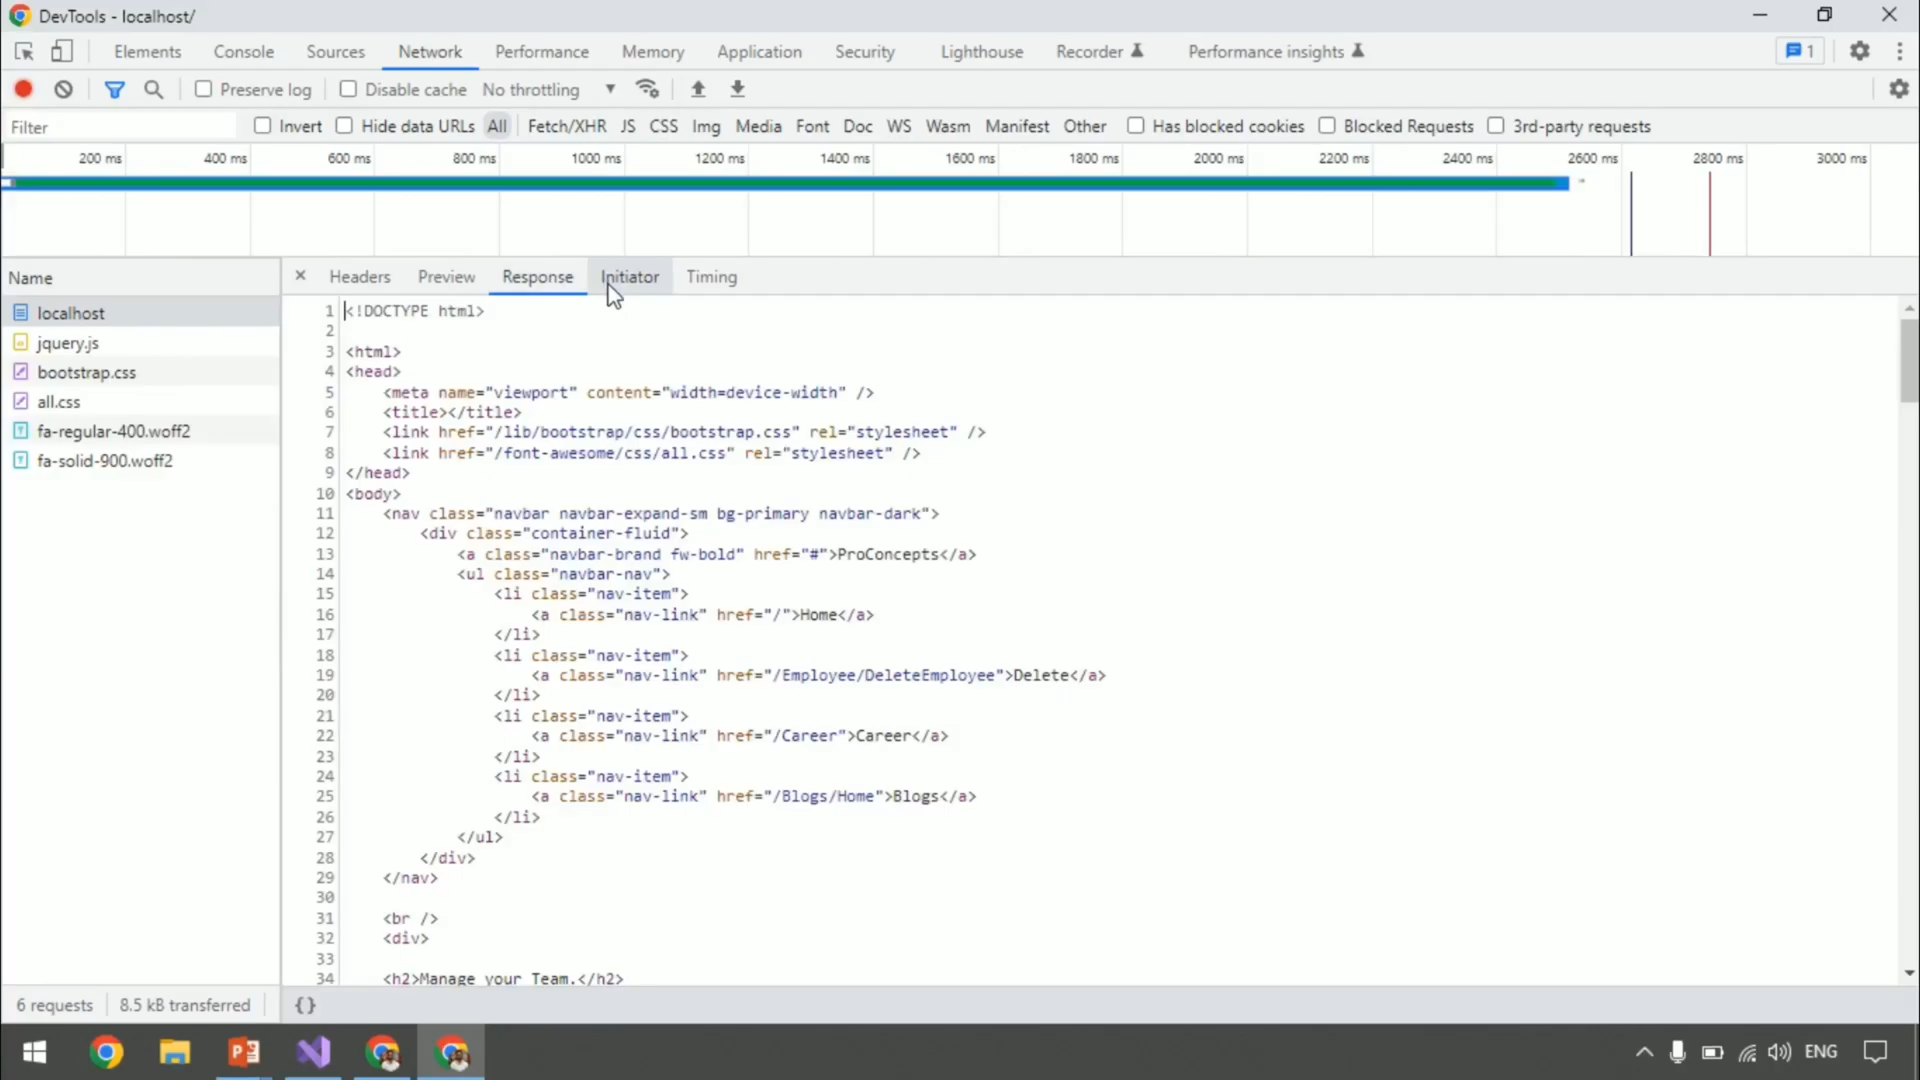 DevTools - localhost/
Elements Console Sources Network Performance Memory Application Security Lighthouse Recorder Performance insights 1
Preserve log Disable cache No throttling
Filter Invert Hide data URLs All Fetch/XHR JS CSS Img Media Font Doc WS Wasm Manifest Other Has blocked cookies Blocked Requests 3rd-party requests
200 ms 400 ms 600 ms 800 ms 1000 ms 1200 ms 1400 ms 1600 ms 1800 ms 2000 ms 2200 ms 2400 ms 2600 ms 2800 ms 3000 ms
Name
localhost
jquery.js
bootstrap.css
all.css
fa-regular-400.woff2
fa-solid-900.woff2
Headers Preview Response Initiator Timing
1 <!DOCTYPE html>
2
3 <html>
4 <head>
5 <meta name="viewport" content="width=device-width" />
6 <title></title>
7 <link href="/lib/bootstrap/css/bootstrap.css" rel="stylesheet" />
8 <link href="/font-awesome/css/all.css" rel="stylesheet" />
9 </head>
10 <body>
11 <nav class="navbar navbar-expand-sm bg-primary navbar-dark">
12 <div class="container-fluid">
13 <a class="navbar-brand fw-bold" href="#">ProConcepts</a>
14 <ul class="navbar-nav">
15 <li class="nav-item">
16 <a class="nav-link" href="/">Home</a>
17 </li>
18 <li class="nav-item">
19 <a class="nav-link" href="/Employee/DeleteEmployee">Delete</a>
20 </li>
21 <li class="nav-item">
22 <a class="nav-link" href="/Career">Career</a>
23 </li>
24 <li class="nav-item">
25 <a class="nav-link" href="/Blogs/Home">Blogs</a>
26 </li>
27 </ul>
28 </div>
29 </nav>
30
31 <br />
32 <div>
33
34 <h2>Manage your Team.</h2>
6 requests 8.5 kB transferred {}
ENG